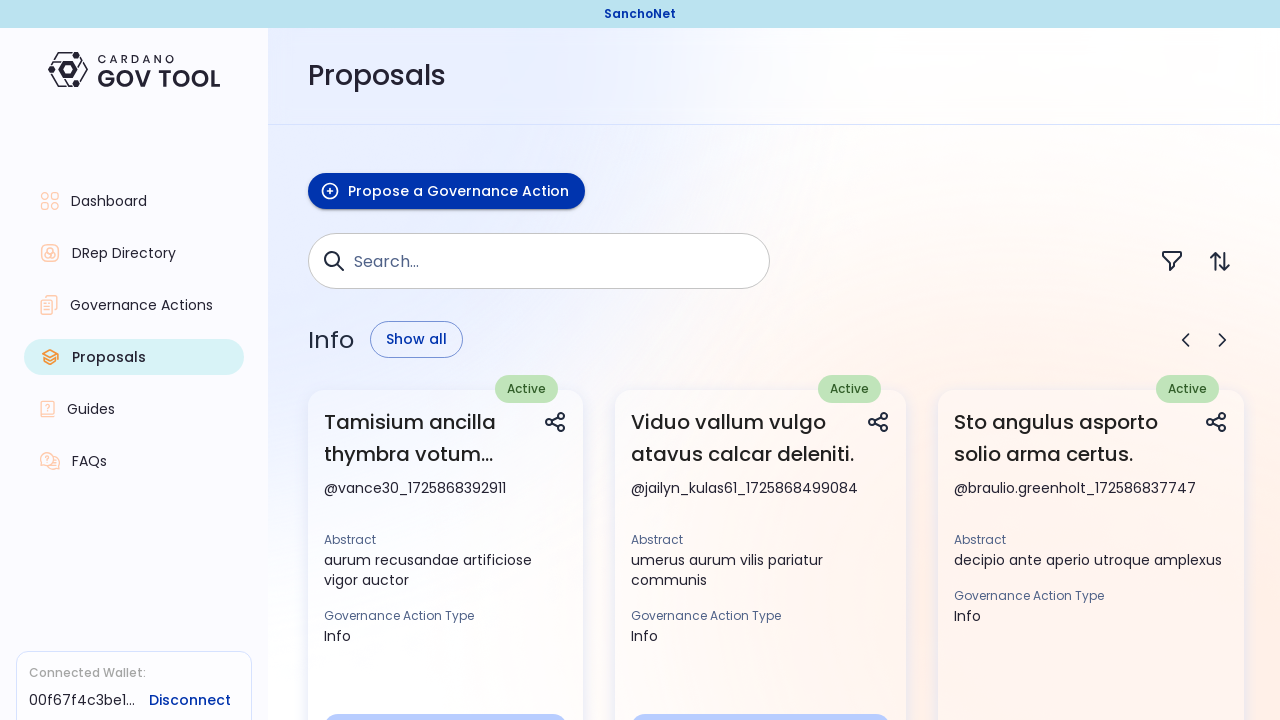 SanchoNet
CARDANO
GOV TOOL
Dashboard
DRep Directory
Governance Actions
Proposals
Guides
FAQs
Connected Wallet:
00f67f4c3be1...
Disconnect
Proposals
Propose a Governance Action
Search...
Info
Show all
Active
Tamisium ancilla
thymbra votum...
@vance30_1725868392911
Abstract
aurum recusandae artificiose
vigor auctor
Governance Action Type
Info
Active
Viduo vallum vulgo
atavus calcar deleniti.
@jailyn_kulas61_1725868499084
Abstract
umerus aurum vilis pariatur
communis
Governance Action Type
Info
Active
Sto angulus asporto
solio arma certus.
@braulio.greenholt_172586837747
Abstract
decipio ante aperio utroque amplexus
Governance Action Type
Info